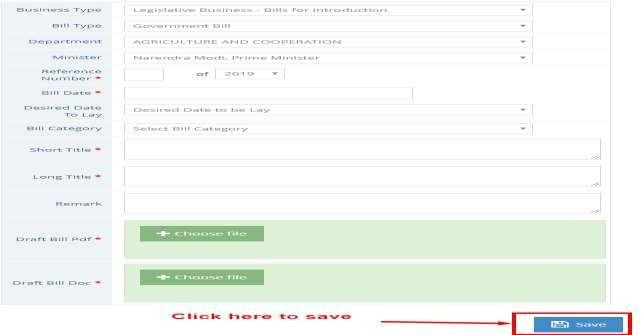 Business Type Legislative Business - Bills for Introduction
Bill Type Government Bill
Department AGRICULTURE AND COOPERATION
Minister Narendra Modi, Prime Minister
Reference
Number * of 2019
Bill Date *
Desired Date
To Lay Desired Date to be Lay
Bill Category Select Bill Category
Short Title *
Long Title *
Remark
Draft Bill Pdf * Choose file
Draft Bill Doc * Choose file
Click here to save Save